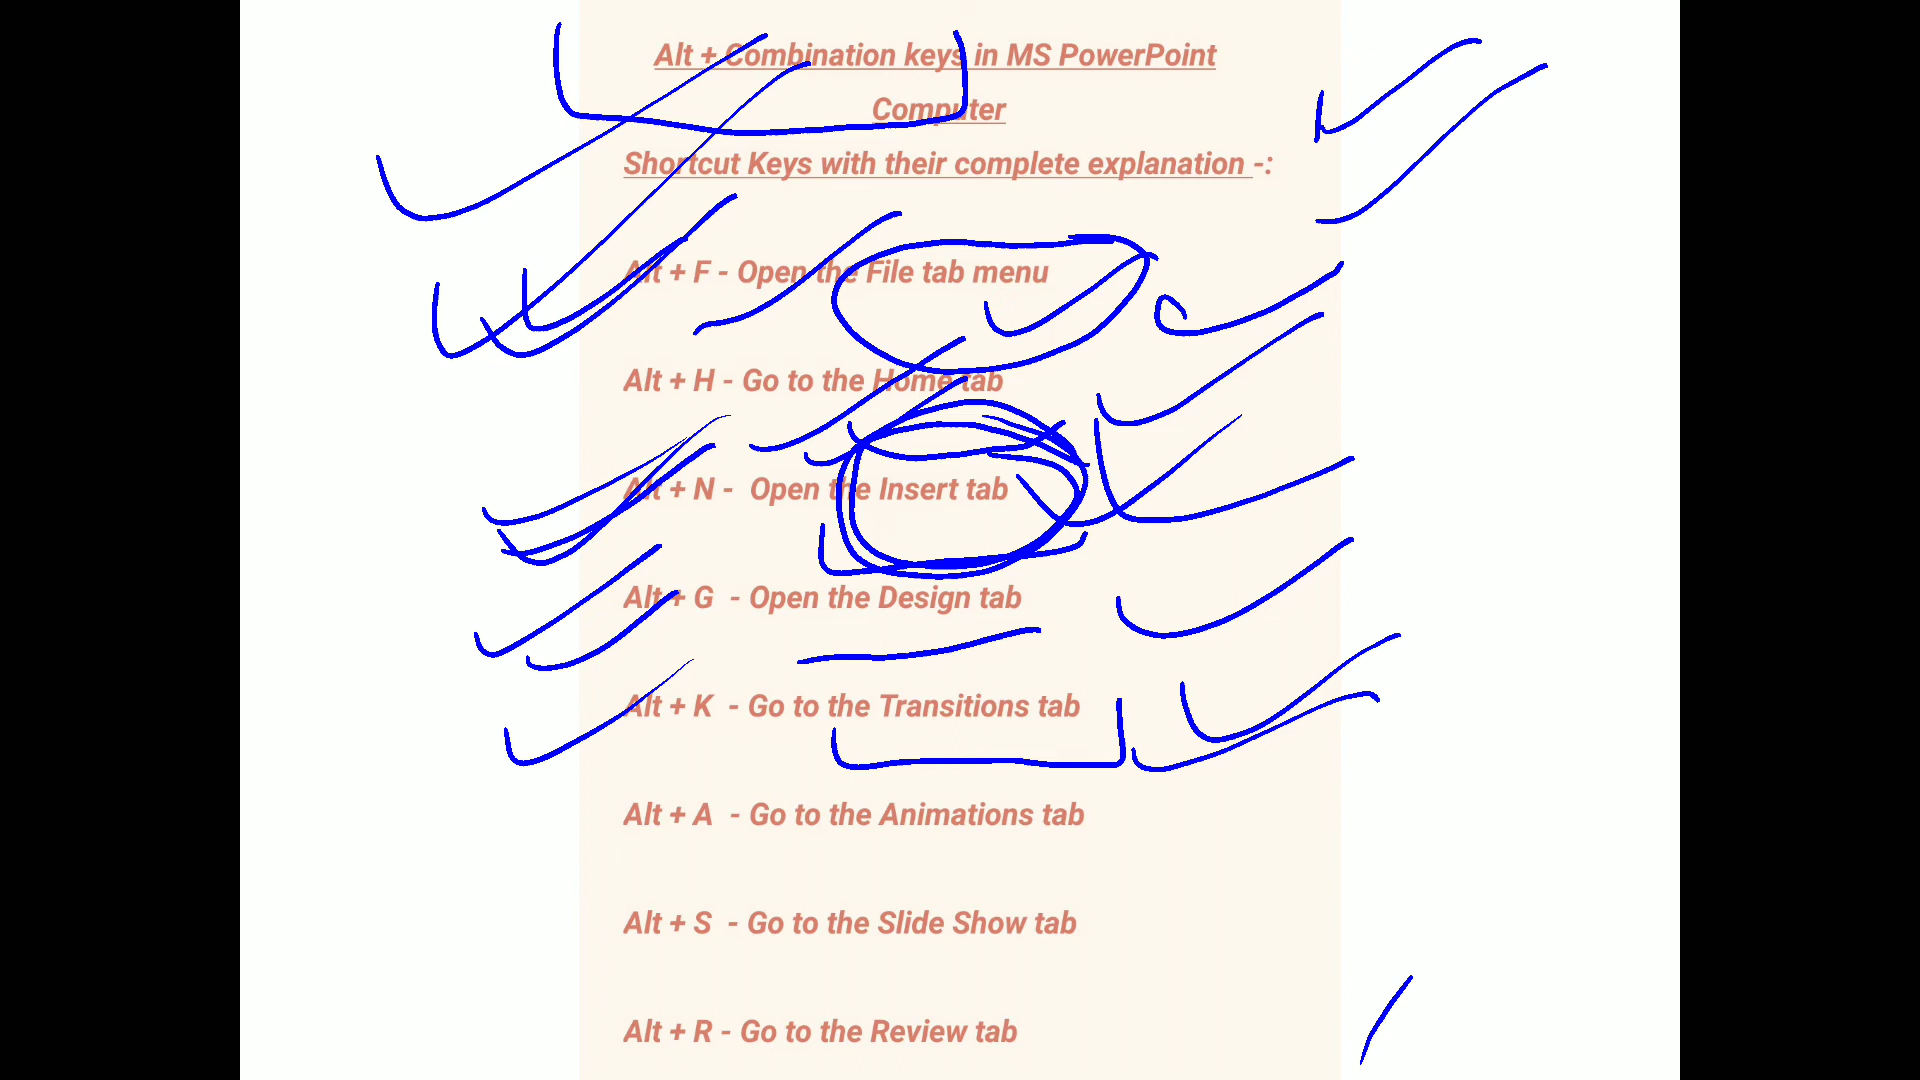 Alt + Combination keys in MS PowerPoint
Computer
Shortcut Keys with their complete explanation -:
Alt + F - Open the File tab menu
Alt + H - Go to the Home tab
Alt + N - Open the Insert tab
Alt + G - Open the Design tab
Alt + K - Go to the Transitions tab
Alt + A - Go to the Animations tab
Alt + S - Go to the Slide Show tab
Alt + R - Go to the Review tab